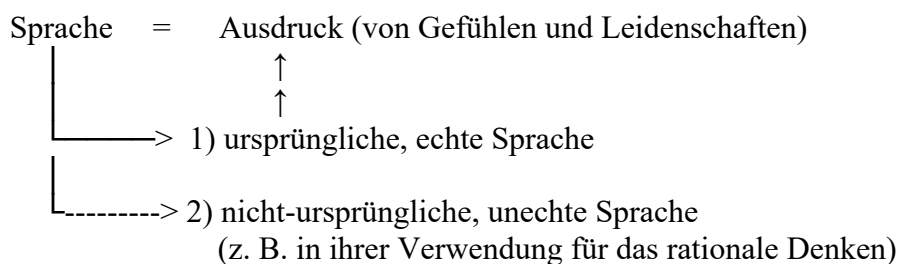 Sprache = Ausdruck (von Gefühlen und Leidenschaften)
↑
↑
> 1) ursprüngliche, echte Sprache
---------> 2) nicht-ursprüngliche, unechte Sprache
(z. B. in ihrer Verwendung für das rationale Denken)